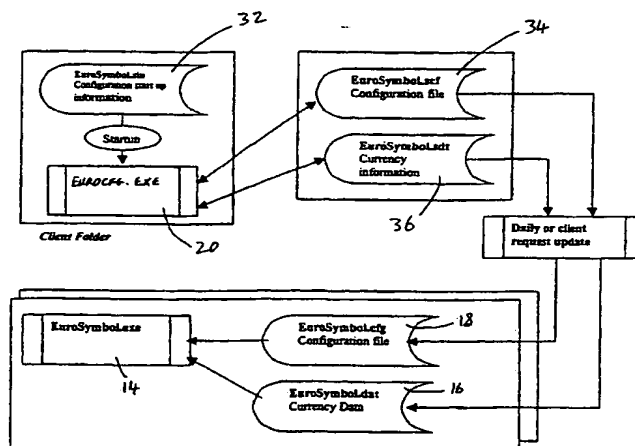 32
34
EuroSymbol.stu
Configuration start up
information
EuroSymbol.scf
Configuration file
Startup
EuroSymbol.sdt
Currency
information
EUROCFG.EXE
20
36
Client Folder
Daily or client
request update
EuroSymbol.exe
14
EuroSymbol.cfg
Configuration file
18
EuroSymbol.dat
Currency Data
16